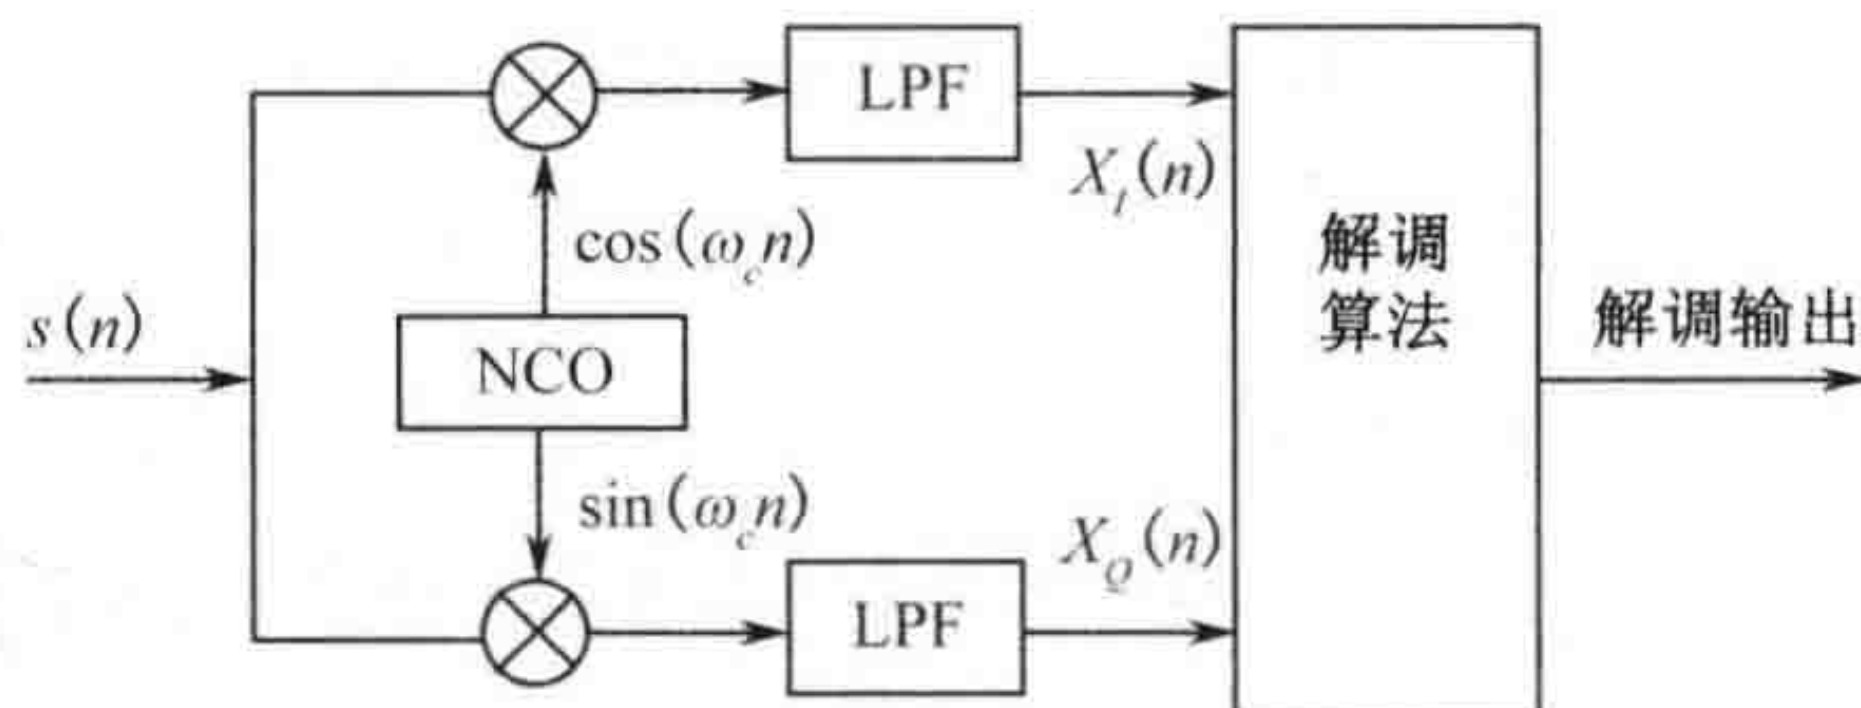 LPF
X_I(n)
cos(ω_c n)
解调
算法
s(n)
NCO
解调输出
sin(ω_c n)
X_Q(n)
LPF